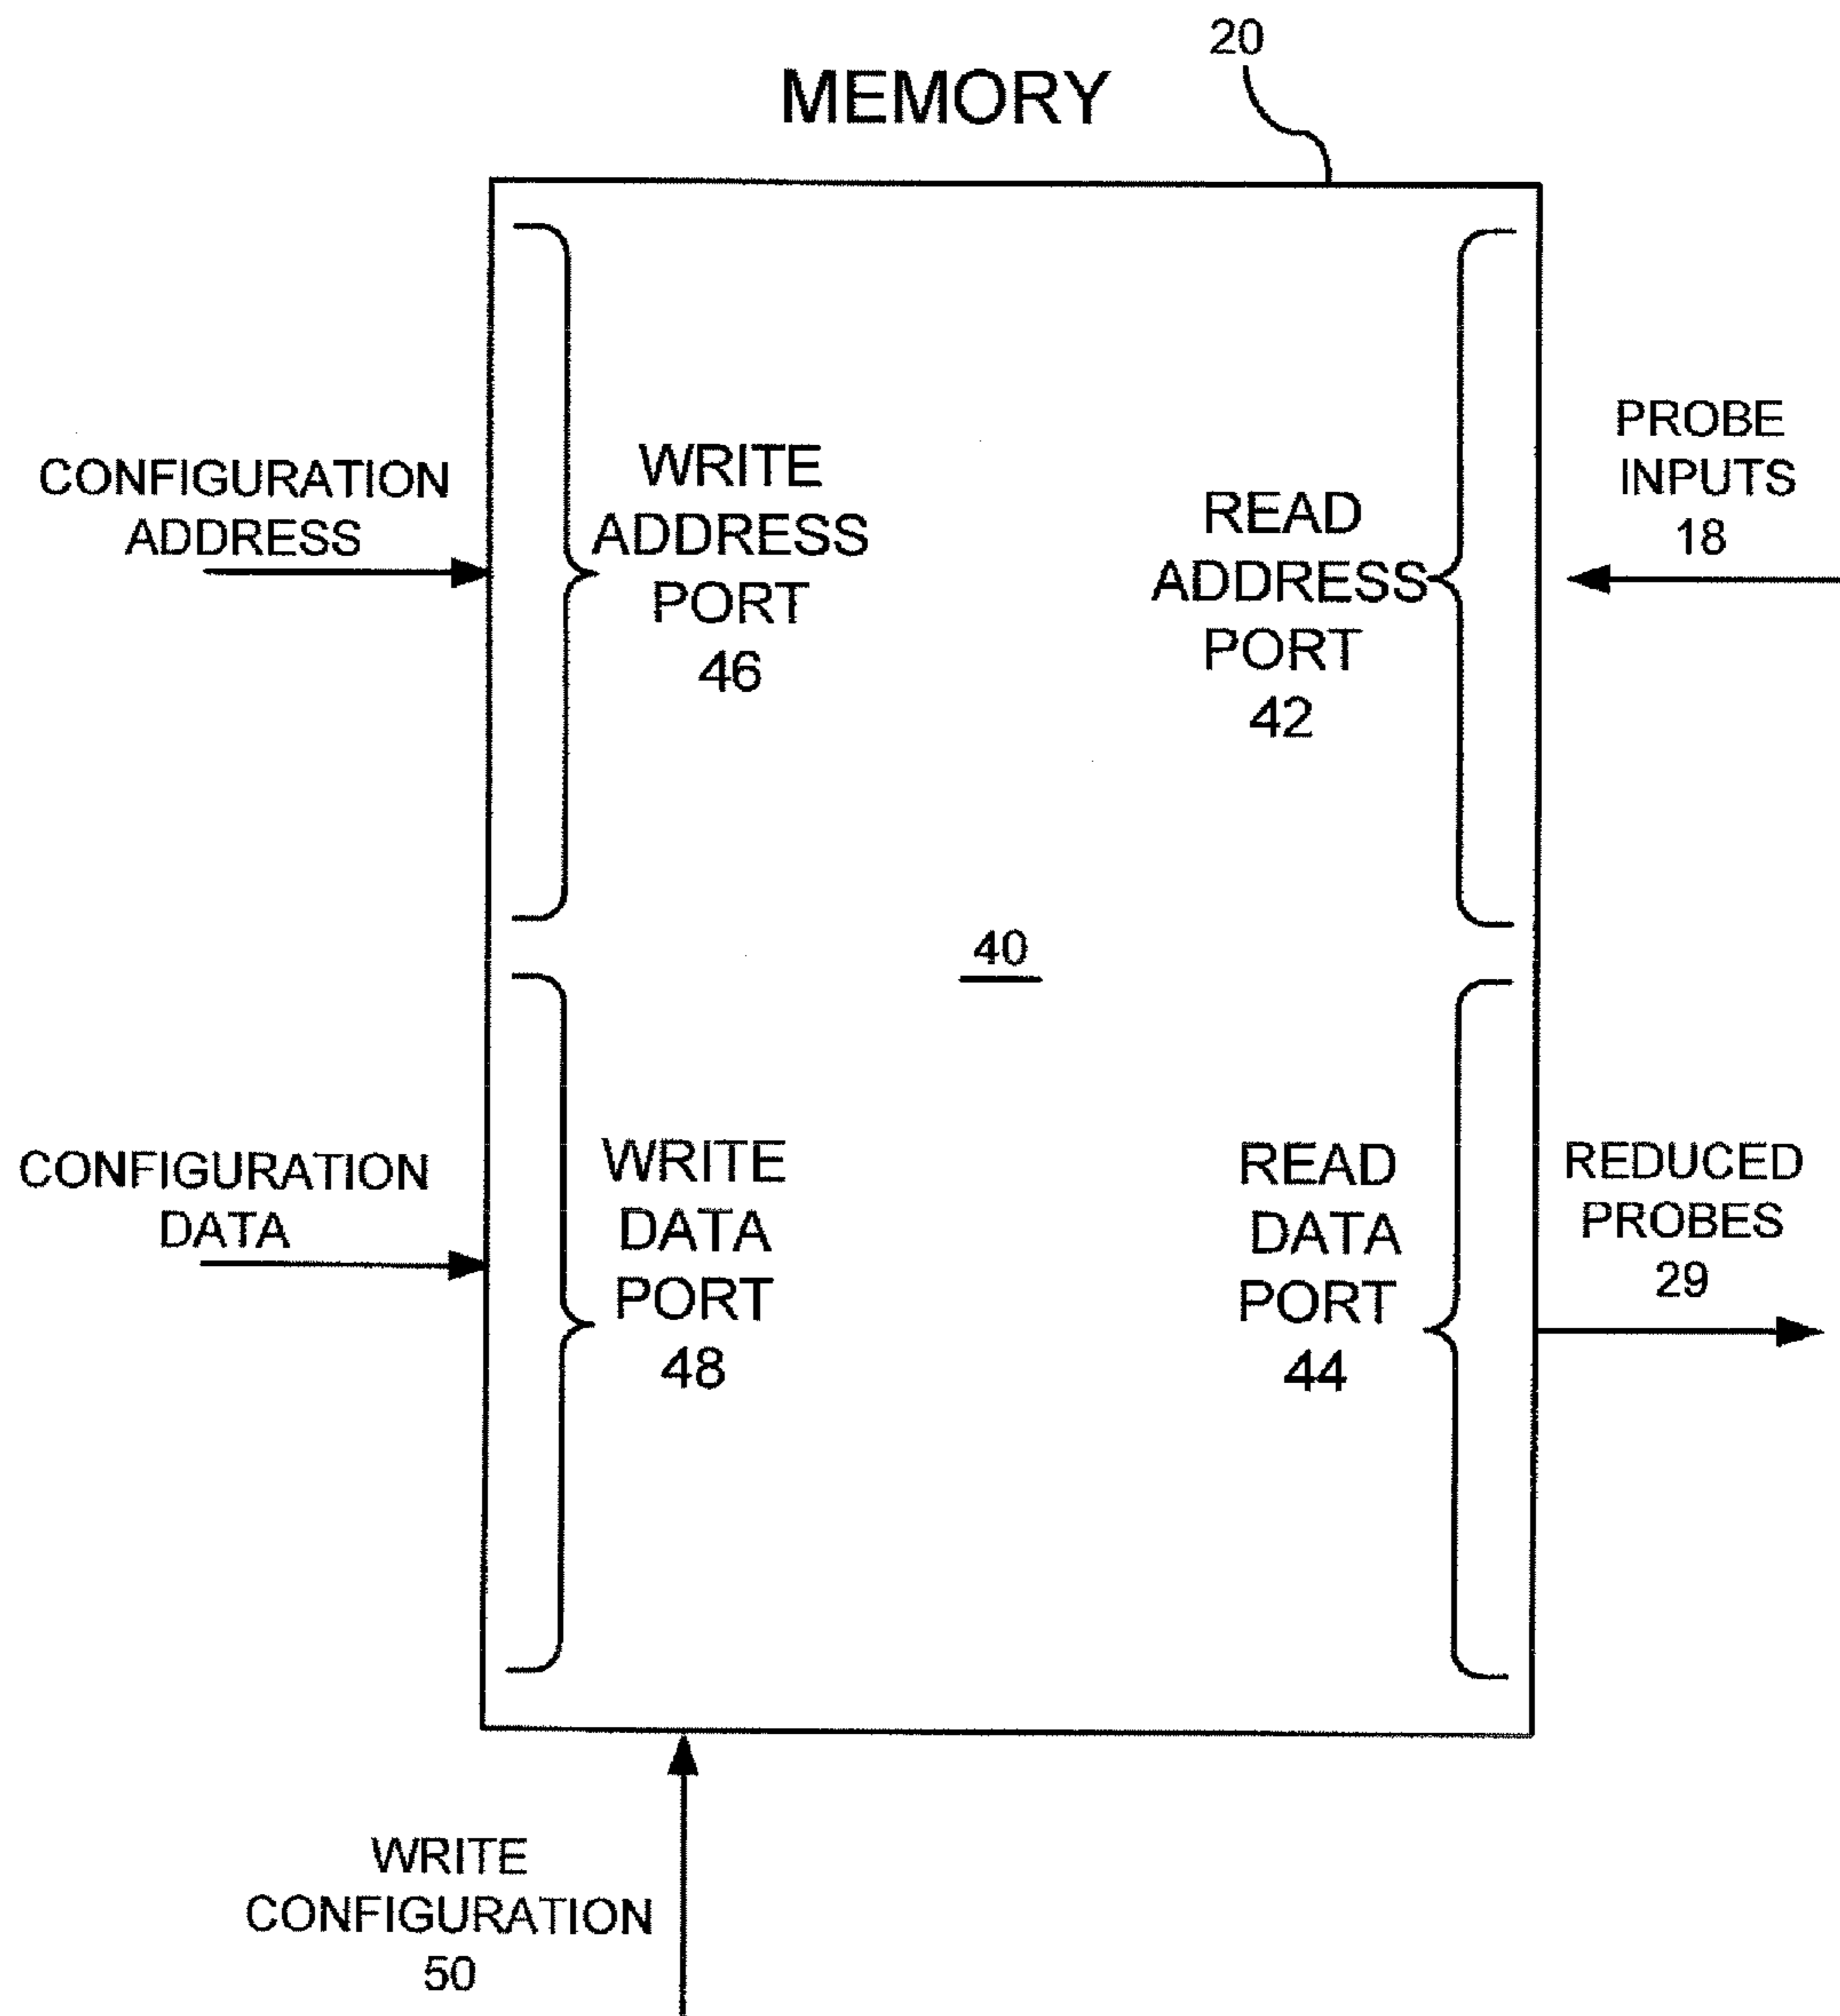 20
MEMORY
CONFIGURATION
ADDRESS
WRITE
ADDRESS
PORT
46
READ
ADDRESS
PORT
42
PROBE
INPUTS
18
40
CONFIGURATION
DATA
WRITE
DATA
PORT
48
READ
DATA
PORT
44
REDUCED
PROBES
29
WRITE
CONFIGURATION
50